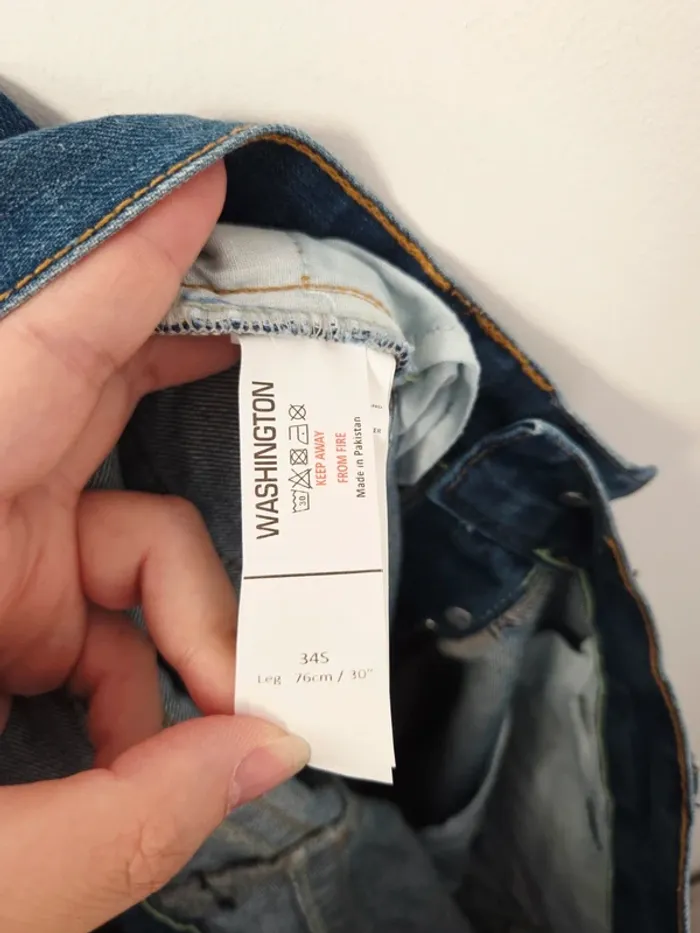 WASHINGTON
30
KEEP AWAY
FROM FIRE
Made in Pakistan
34S
Leg 76cm / 30"